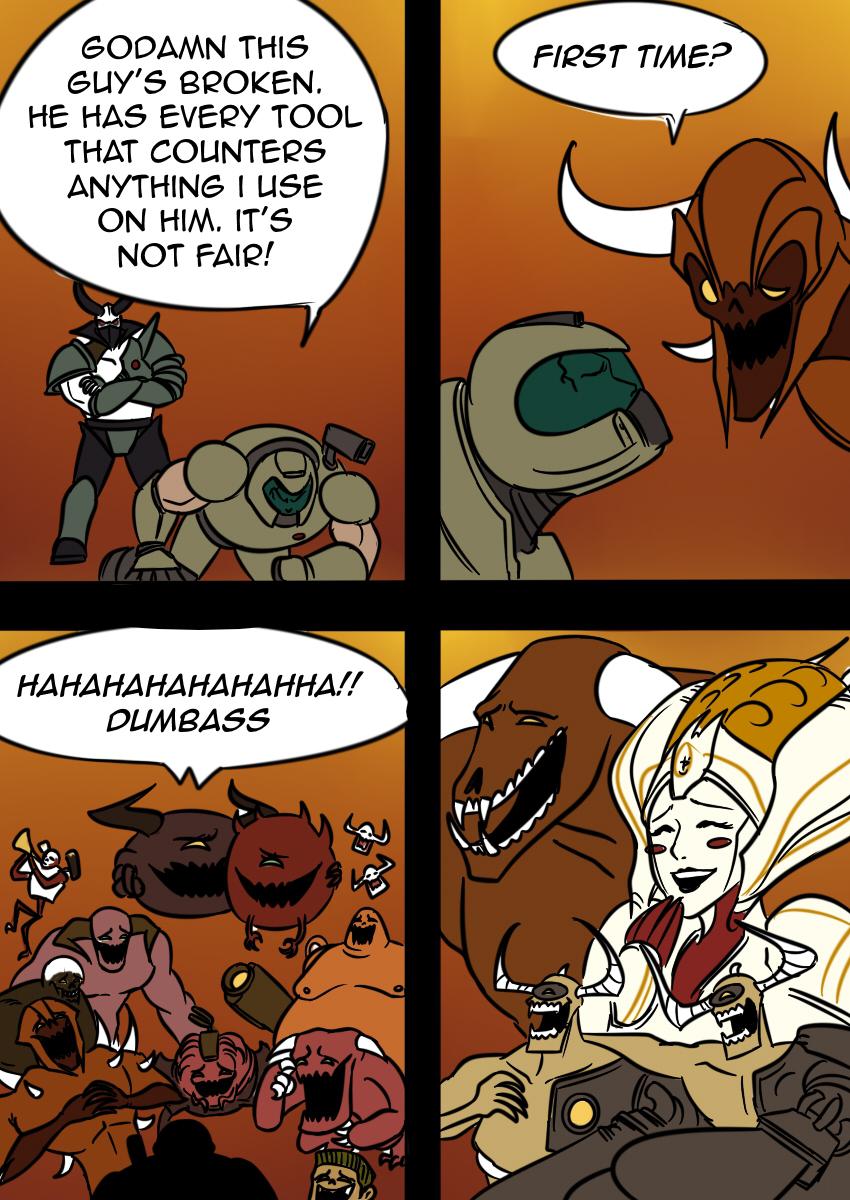 GODAMN THIS
GUY'S BROKEN.
HE HAS EVERY TOOL
THAT COUNTERS
ANYTHING I USE
ON HIM. IT'S
NOT FAIR!
FIRST TIME?
HAHAHAHAHAHAHHA!!
DUMBASS